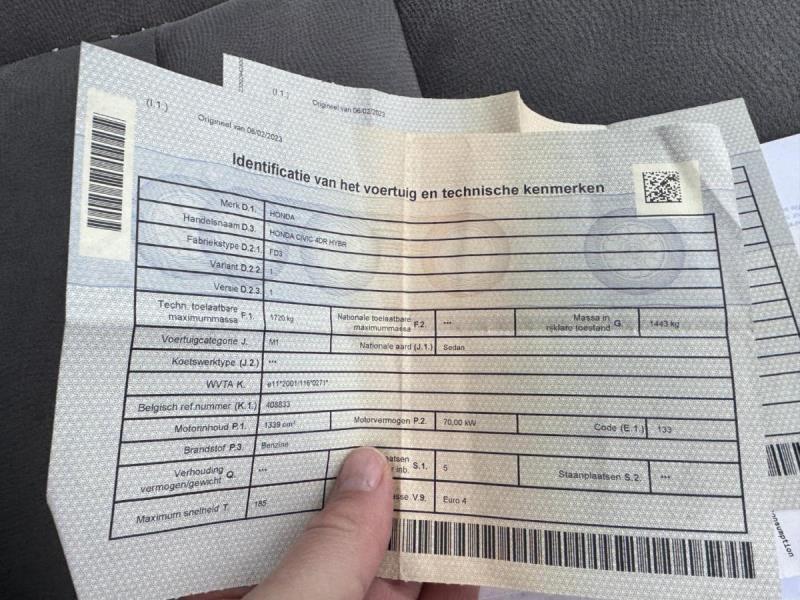 (I.1.)
Origineel van 06/02/2023
(I.1.)
Origineel van 06/02/2023
Identificatie van het voertuig en technische kenmerken
Merk D.1. HONDA
Handelsnaam D.3. HONDA CIVIC 4DR HYBR
Fabriekstype D.2.1. FD3
Variant D.2.2. 1
Versie D.2.3. 1
Techn. toelaatbare maximummassa F.1. 1720 kg Nationale toelaatbare maximummassa F.2. *** Massa in rijklare toestand G. 1443 kg
Voertuigcategorie J. M1 Nationale aard (J.1.) Sedan
Koetswerktype (J.2.) ***
WVTA K. e11*2001/116*0271*
Belgisch ref.nummer (K.1.) 408833
Motorinhoud P.1. 1339 cm³ Motorvermogen P.2. 70,00 kW Code (E.1.) 133
Brandstof P.3. Benzine
Verhouding vermogen/gewicht Q. *** inb. S.1. 5 Staanplaatsen S.2. ***
Maximum snelheid T. 185 V.9. Euro 4